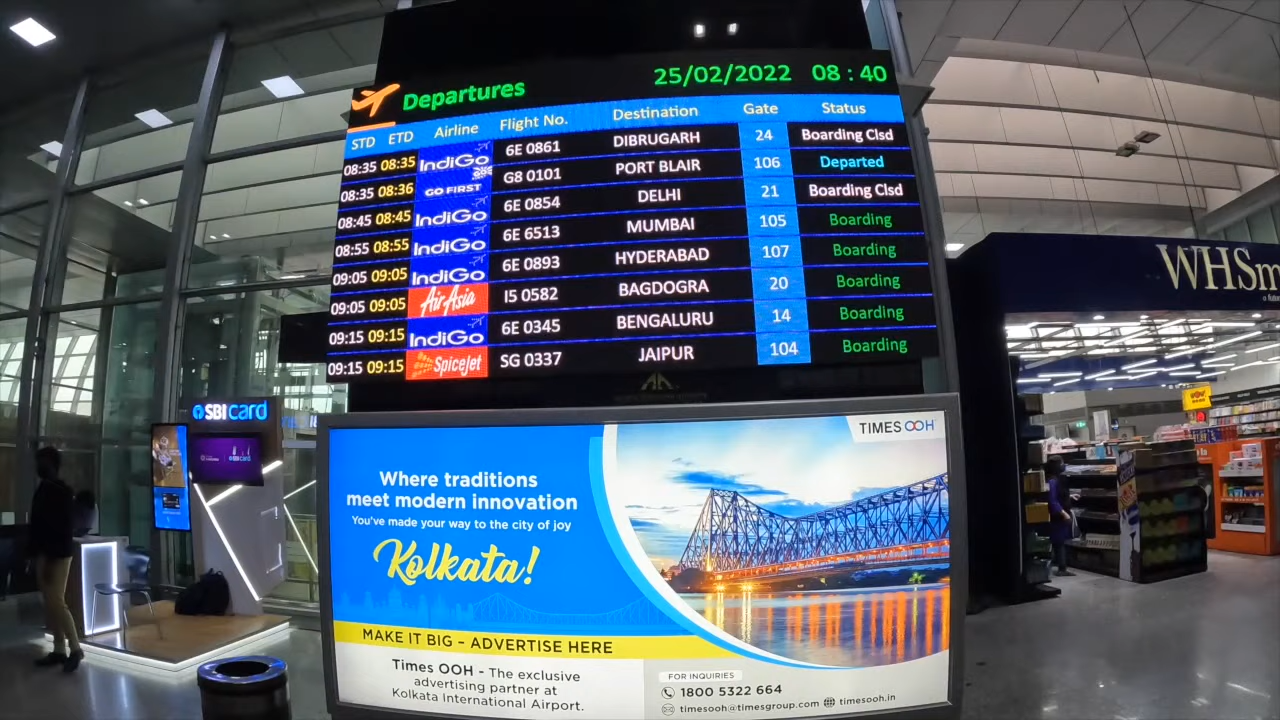 Departures 25/02/2022 08 : 40
STD ETD Airline Flight No. Destination Gate Status
08:35 08:35 IndiGo 6E 0861 DIBRUGARH 24 Boarding Clsd
08:35 08:36 GO FIRST G8 0101 PORT BLAIR 106 Departed
08:45 08:45 IndiGo 6E 0854 DELHI 21 Boarding Clsd
08:55 08:55 IndiGo 6E 6513 MUMBAI 105 Boarding
09:05 09:05 IndiGo 6E 0893 HYDERABAD 107 Boarding
09:05 09:05 AirAsia I5 0582 BAGDOGRA 20 Boarding
09:15 09:15 IndiGo 6E 0345 BENGALURU 14 Boarding
09:15 09:15 SpiceJet SG 0337 JAIPUR 104 Boarding
WHSm
SBI card
SBI card
TIMES OOH
Where traditions
meet modern innovation
You've made your way to the city of joy
Kolkata!
MAKE IT BIG – ADVERTISE HERE
Times OOH - The exclusive
advertising partner at
Kolkata International Airport.
FOR INQUIRIES
1800 5322 664
timesooh@timesgroup.com timesooh.in